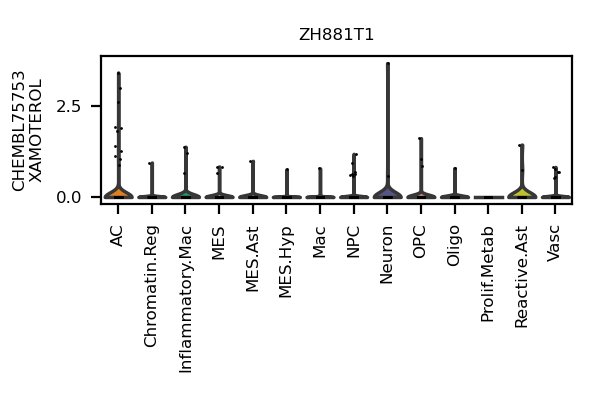 ZH881T1
CHEMBL75753
XAMOTEROL
2.5
0.0
AC
Chromatin.Reg
Inflammatory.Mac
MES
MES.Ast
MES.Hyp
Mac
NPC
Neuron
OPC
Oligo
Prolif.Metab
Reactive.Ast
Vasc